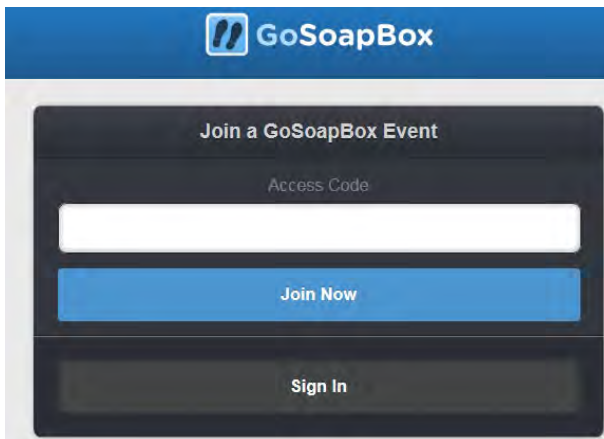 GoSoapBox
Join a GoSoapBox Event
Access Code
Join Now
Sign In